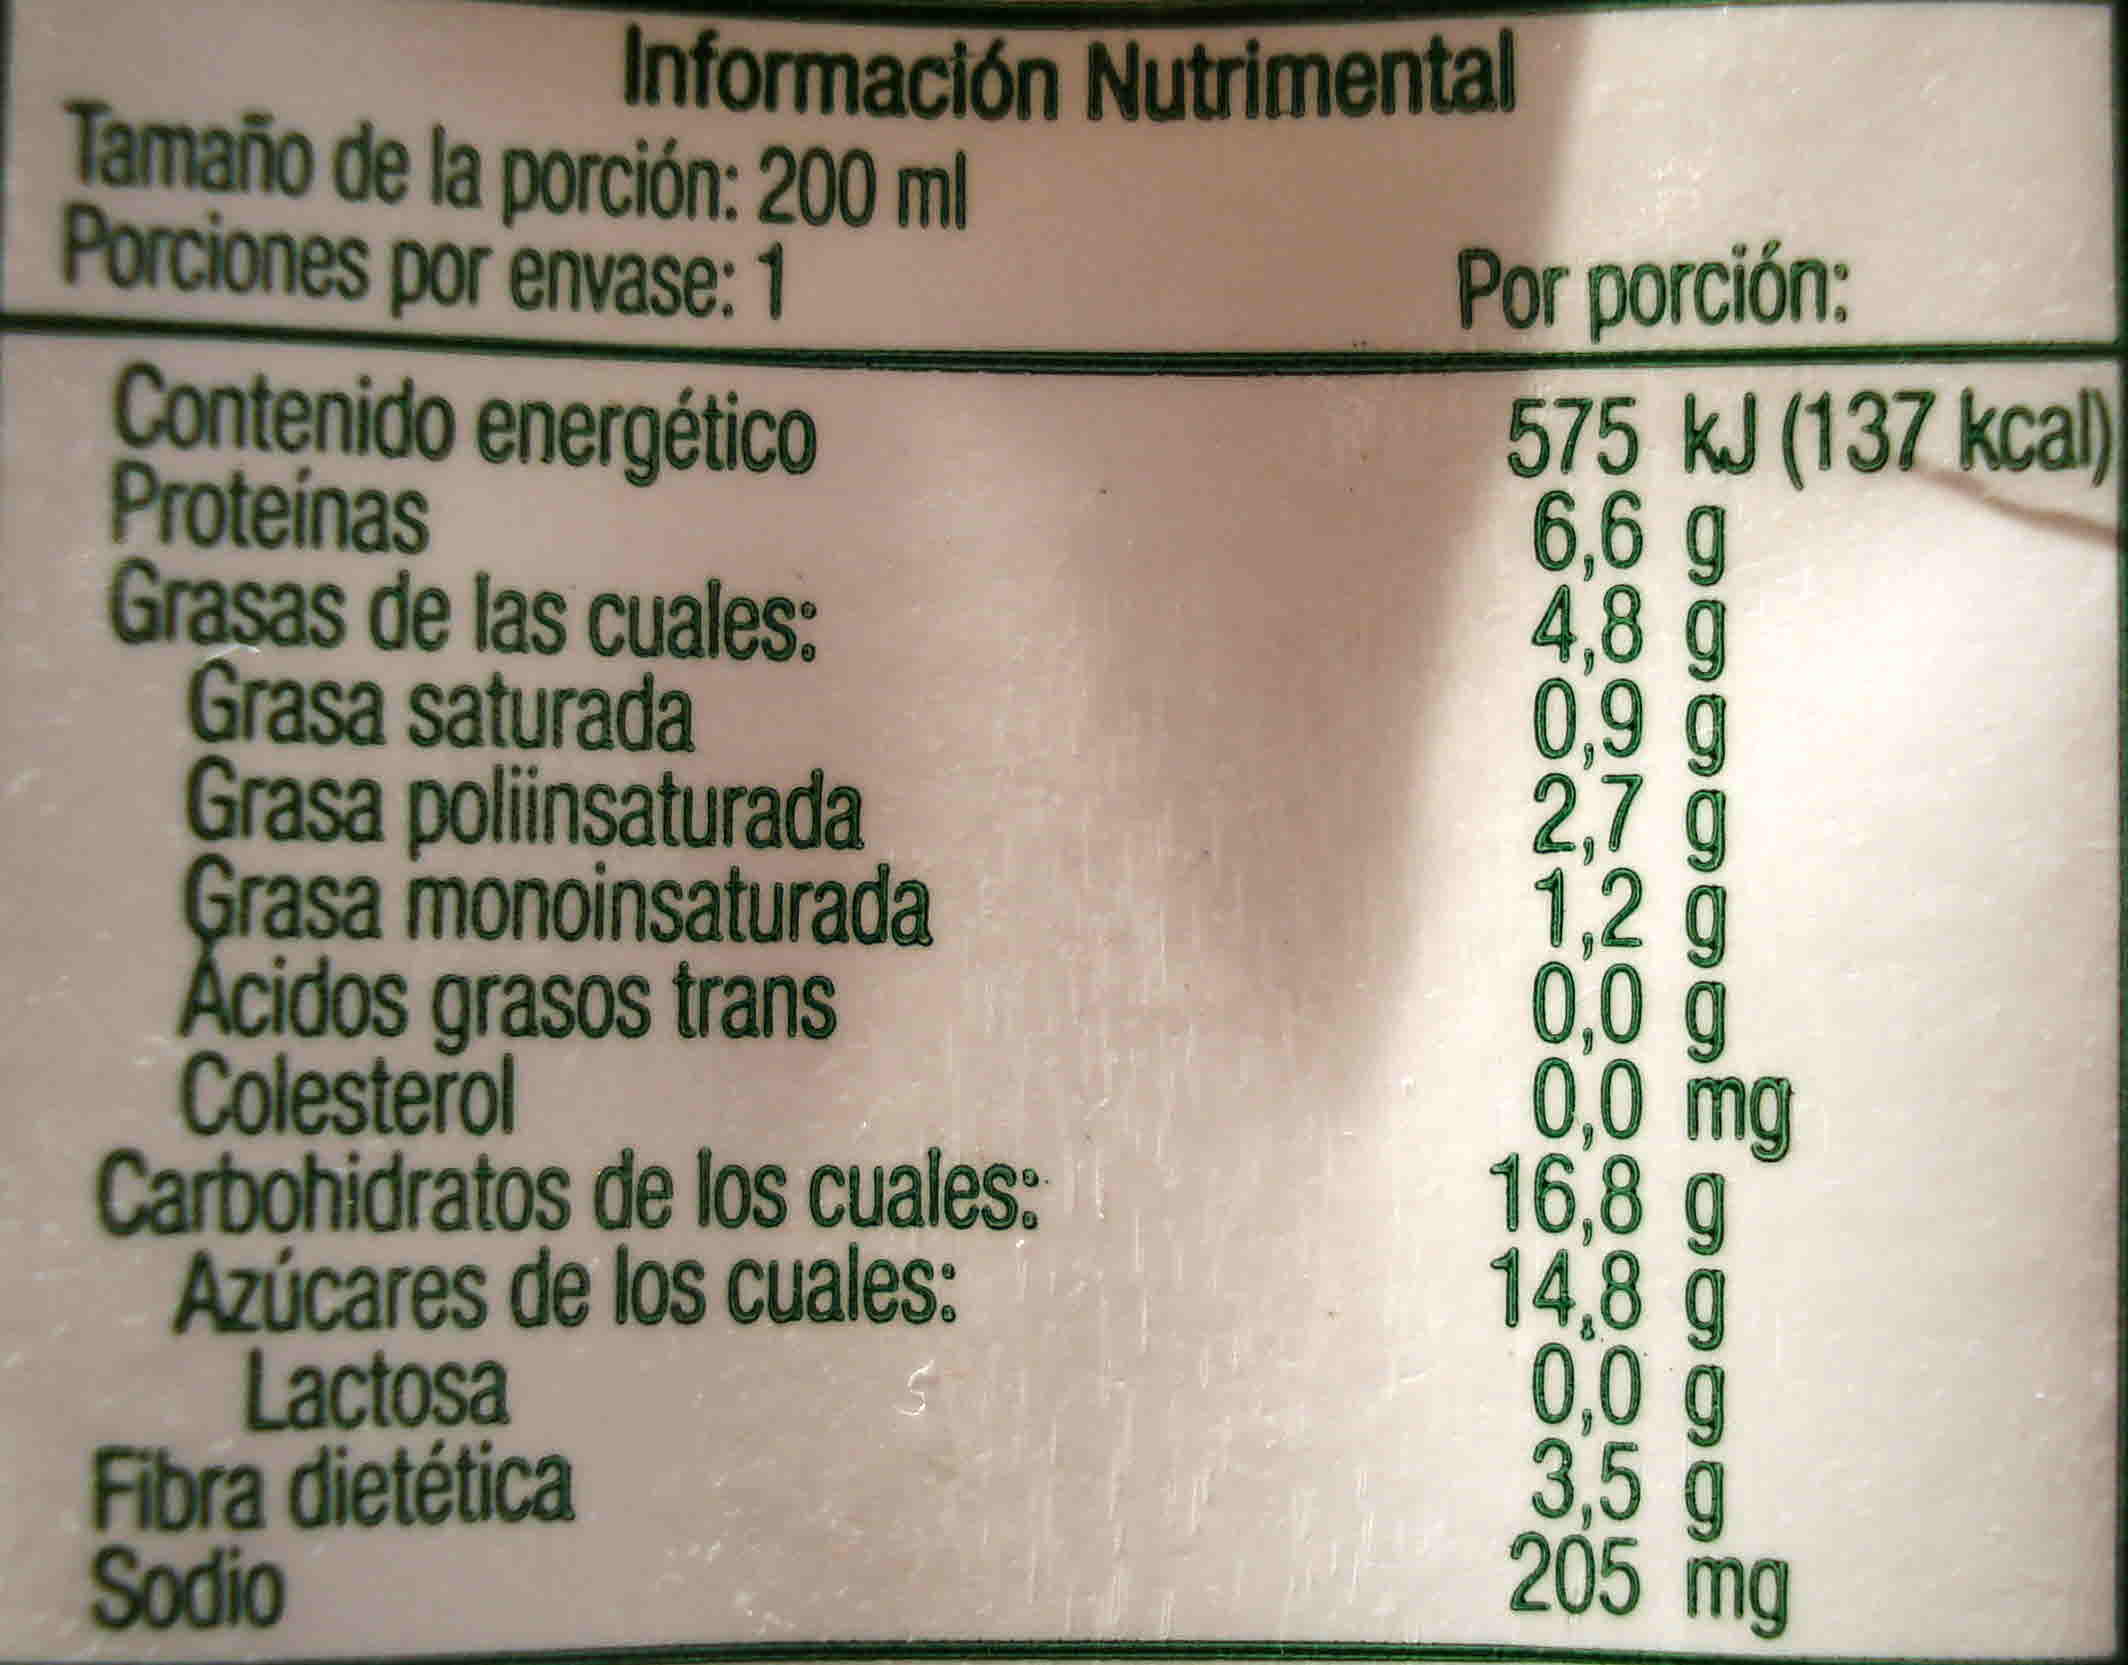 Información Nutrimental
Tamaño de la porción: 200 ml
Porciones por envase: 1 Por porción:
Contenido energético 575 kJ (137 kcal)
Proteínas 6,6 g
Grasas de las cuales: 4,8 g
Grasa saturada 0,9 g
Grasa poliinsaturada 2,7 g
Grasa monoinsaturada 1,2 g
Ácidos grasos trans 0,0 g
Colesterol 0,0 mg
Carbohidratos de los cuales: 16,8 g
Azúcares de los cuales: 14,8 g
Lactosa 0,0 g
Fibra dietética 3,5 g
Sodio 205 mg